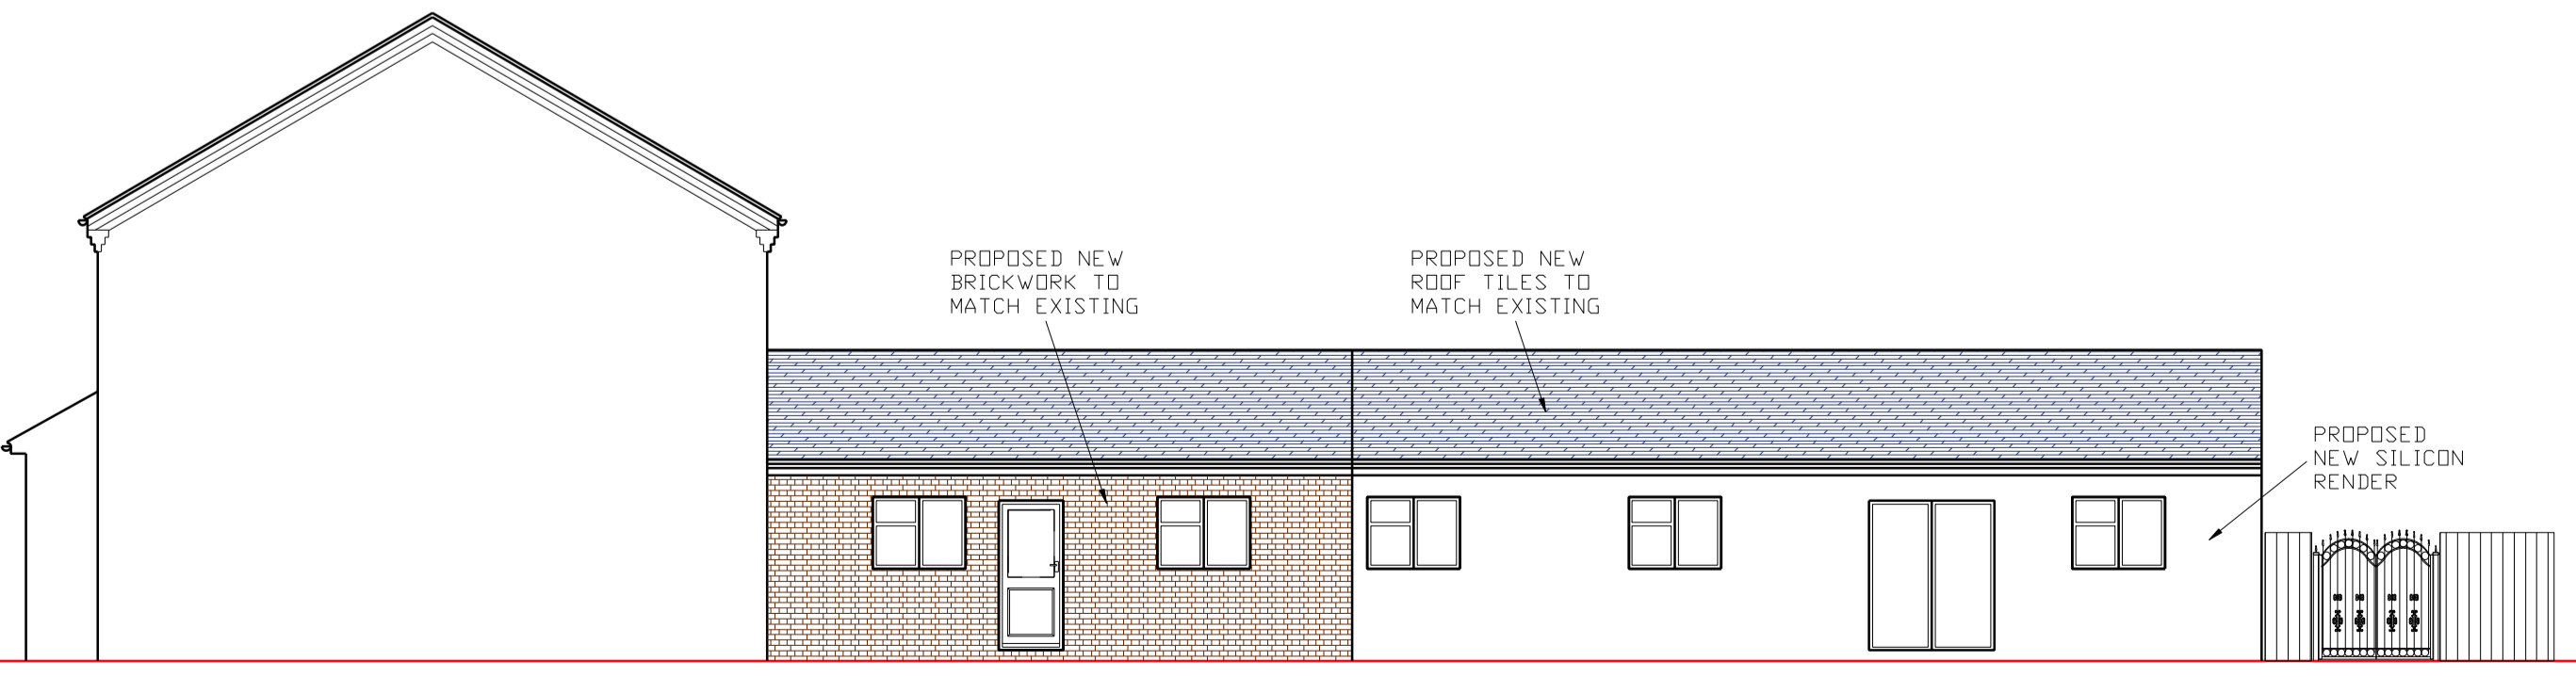 PROPOSED NEW
BRICKWORK TO
MATCH EXISTING
PROPOSED NEW
ROOF TILES TO
MATCH EXISTING
PROPOSED
NEW SILICON
RENDER